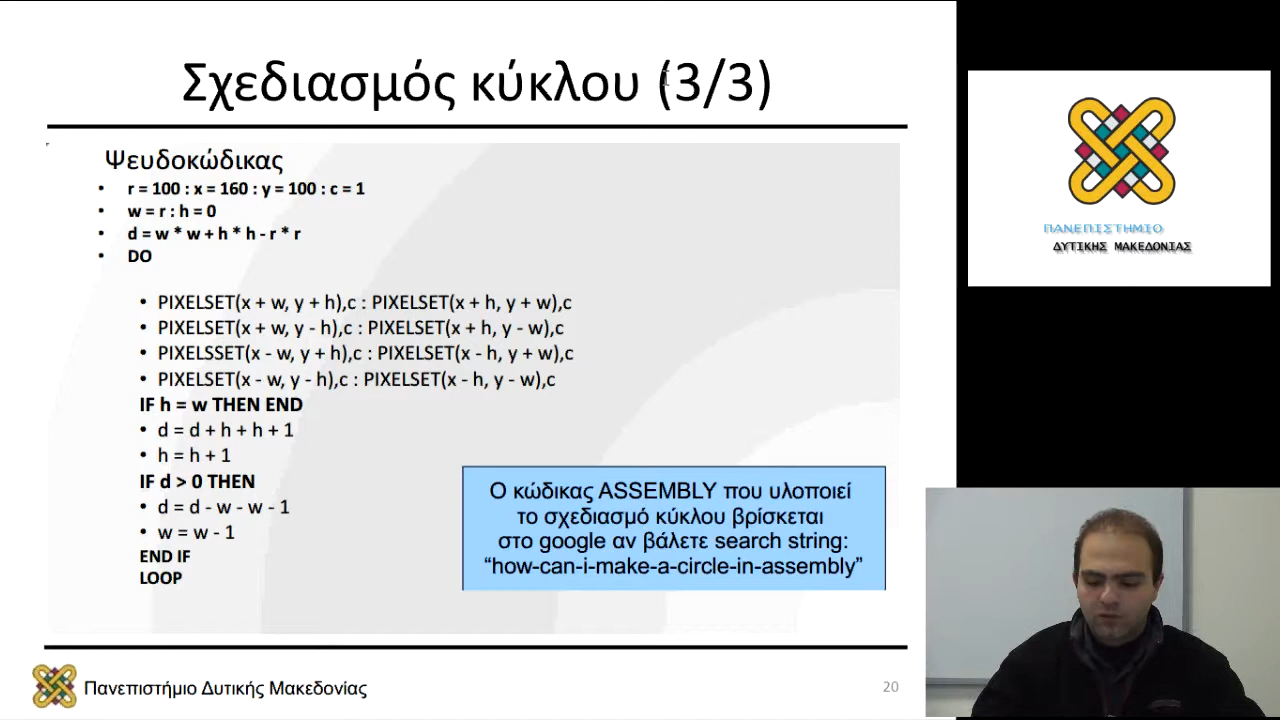 Σχεδιασμός κύκλου (3/3)
Ψευδοκώδικας
• r = 100 : x = 160 : y = 100 : c = 1
• w = r : h = 0
• d = w * w + h * h - r * r
• DO
• PIXELSET(x + w, y + h),c : PIXELSET(x + h, y + w),c
• PIXELSET(x + w, y - h),c : PIXELSET(x + h, y - w),c
• PIXELSSET(x - w, y + h),c : PIXELSET(x - h, y + w),c
• PIXELSET(x - w, y - h),c : PIXELSET(x - h, y - w),c
IF h = w THEN END
• d = d + h + h + 1
• h = h + 1
IF d > 0 THEN
• d = d - w - w - 1
• w = w - 1
END IF
LOOP
Ο κώδικας ASSEMBLY που υλοποιεί
το σχεδιασμό κύκλου βρίσκεται
στο google αν βάλετε search string:
“how-can-i-make-a-circle-in-assembly”
Πανεπιστήμιο Δυτικής Μακεδονίας
20
ΠΑΝΕΠΙΣΤΗΜΙΟ
ΔΥΤΙΚΗΣ ΜΑΚΕΔΟΝΙΑΣ